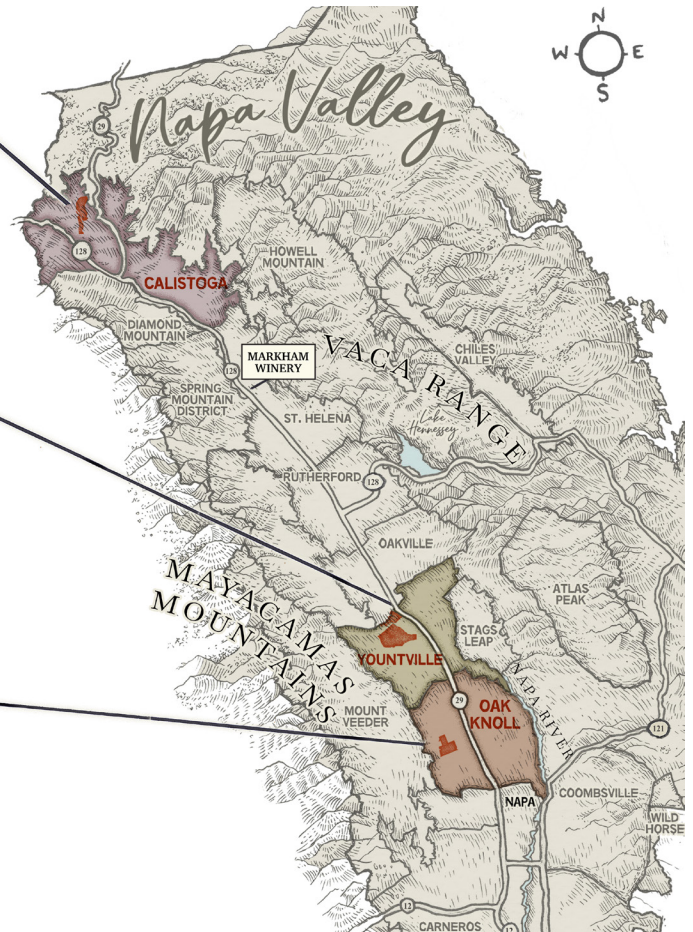 N
W E
S
Napa Valley
29
128
CALISTOGA
HOWELL
MOUNTAIN
DIAMOND
MOUNTAIN
MARKHAM
WINERY
128
VACA RANGE
CHILES
VALLEY
SPRING
MOUNTAIN
DISTRICT
ST. HELENA
Lake
Hennessey
RUTHERFORD
128
OAKVILLE
MAYACAMAS
MOUNTAINS
ATLAS
PEAK
STAGS
LEAP
YOUNTVILLE
NAPA RIVER
29
OAK
KNOLL
MOUNT
VEEDER
121
NAPA
COOMBSVILLE
WILD
HORSE
12
CARNEROS
12